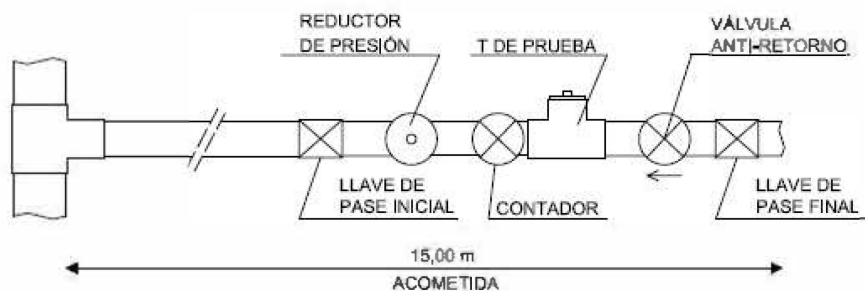 REDUCTOR
DE PRESIÓN
T DE PRUEBA
VÁLVULA
ANTI-RETORNO
LLAVE DE
PASE INICIAL
CONTADOR
LLAVE DE
PASE FINAL
15,00 m
ACOMETIDA